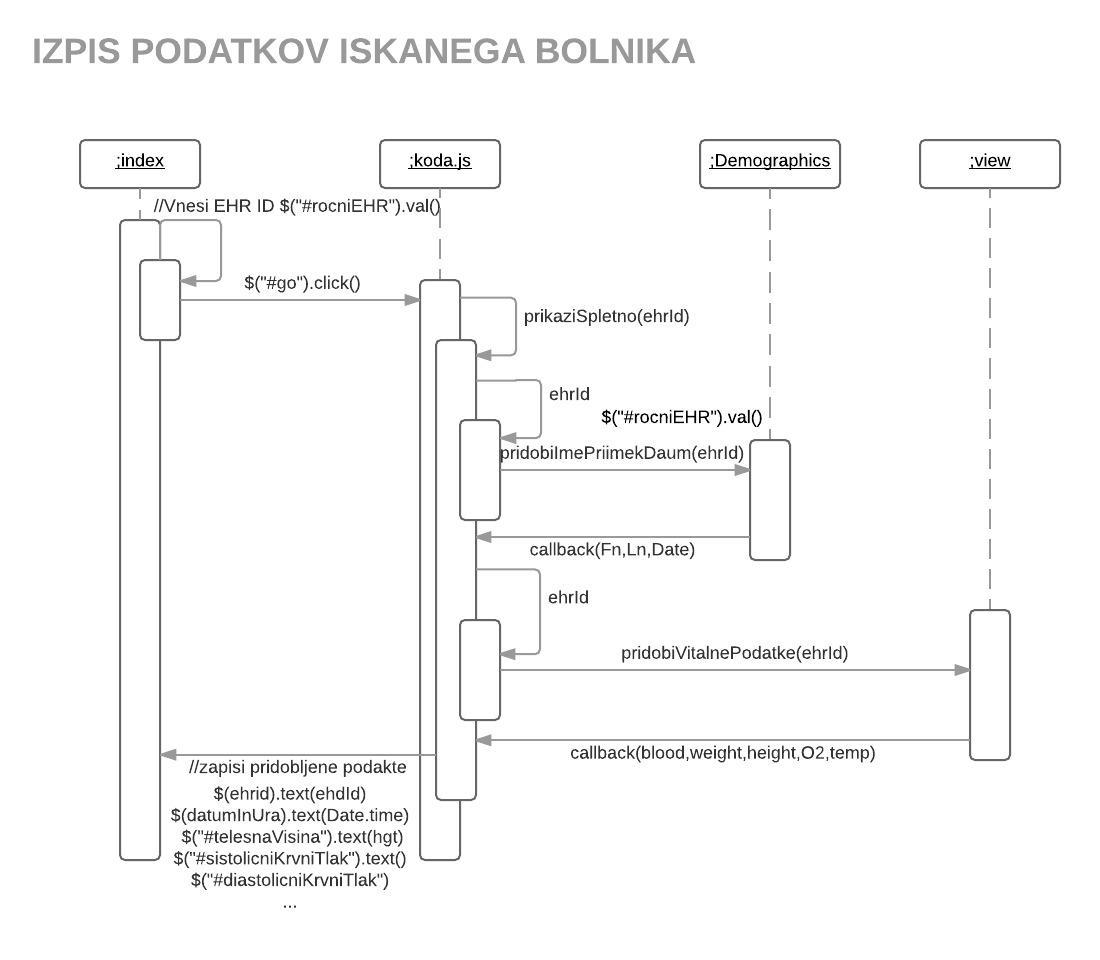 IZPIS PODATKOV ISKANEGA BOLNIKA
;index
;koda.js
;Demographics
;view
//Vnesi EHR ID $("#rocniEHR").val()
$("#go").click()
prikaziSpletno(ehrId)
ehrId
$("#rocniEHR").val()
pridobiImePriimekDaum(ehrId)
callback(Fn,Ln,Date)
ehrId
pridobiVitalnePodatke(ehrId)
callback(blood,weight,height,O2,temp)
//zapisi pridobljene podakte
$(ehrid).text(ehdId)
$(datumInUra).text(Date.time)
$("#telesnaVisina").text(hgt)
$("#sistolicniKrvniTlak").text()
$("#diastolicniKrvniTlak")
...